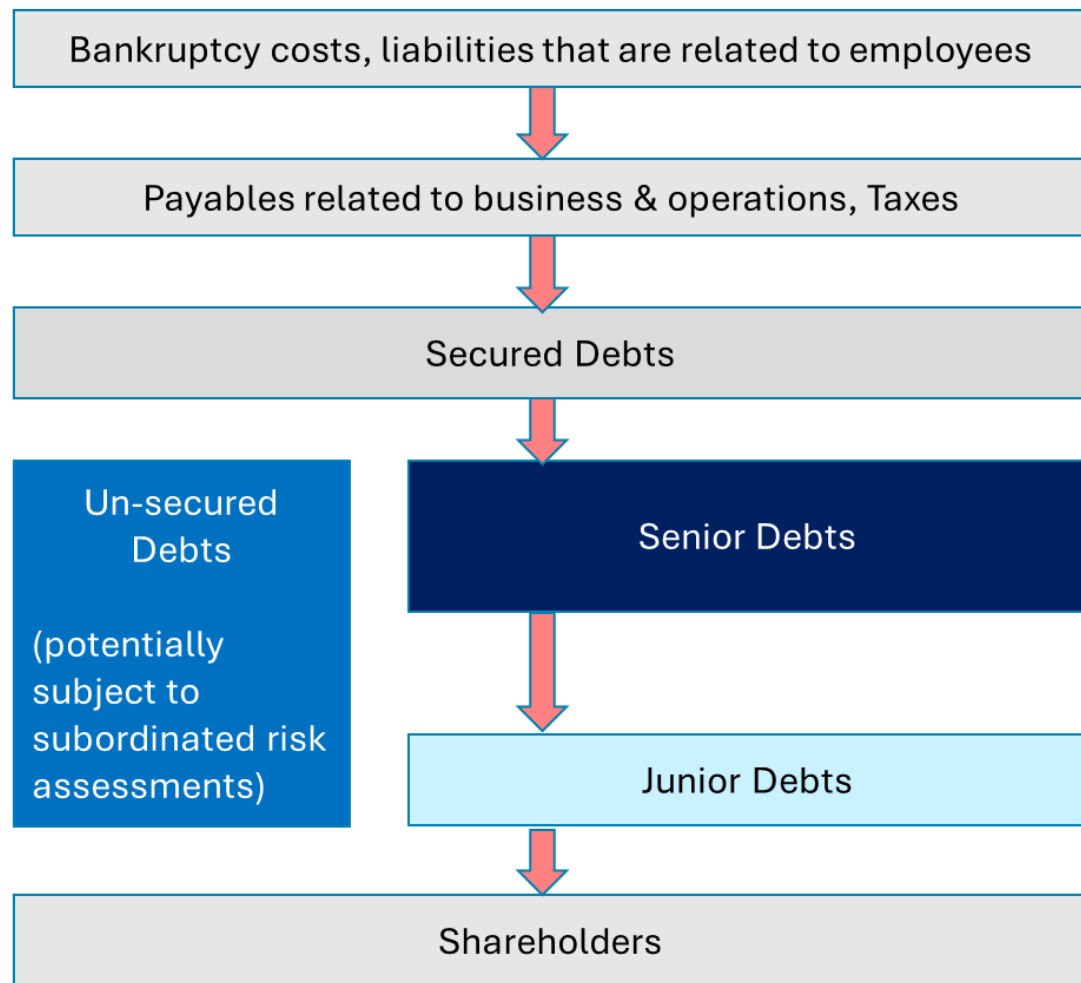 Bankruptcy costs, liabilities that are related to employees
Payables related to business & operations, Taxes
Secured Debts
Un-secured
Debts
(potentially
subject to
subordinated risk
assessments)
Senior Debts
Junior Debts
Shareholders